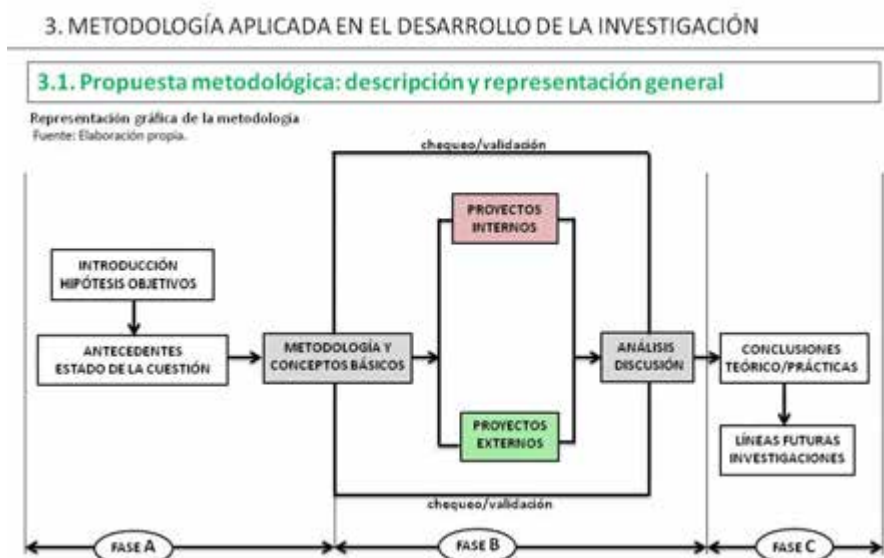 3. METODOLOGÍA APLICADA EN EL DESARROLLO DE LA INVESTIGACIÓN
3.1. Propuesta metodológica: descripción y representación general
Representación gráfica de la metodología
Fuente: Elaboración propia.
chequeo/validación
PROYECTOS
INTERNOS
INTRODUCCIÓN
HIPÓTESIS OBJETIVOS
ANTECEDENTES
ESTADO DE LA CUESTIÓN
METODOLOGÍA Y
CONCEPTOS BÁSICOS
ANÁLISIS
DISCUSIÓN
CONCLUSIONES
TEÓRICO/PRÁCTICAS
PROYECTOS
EXTERNOS
LÍNEAS FUTURAS
INVESTIGACIONES
chequeo/validación
FASE A
FASE B
FASE C